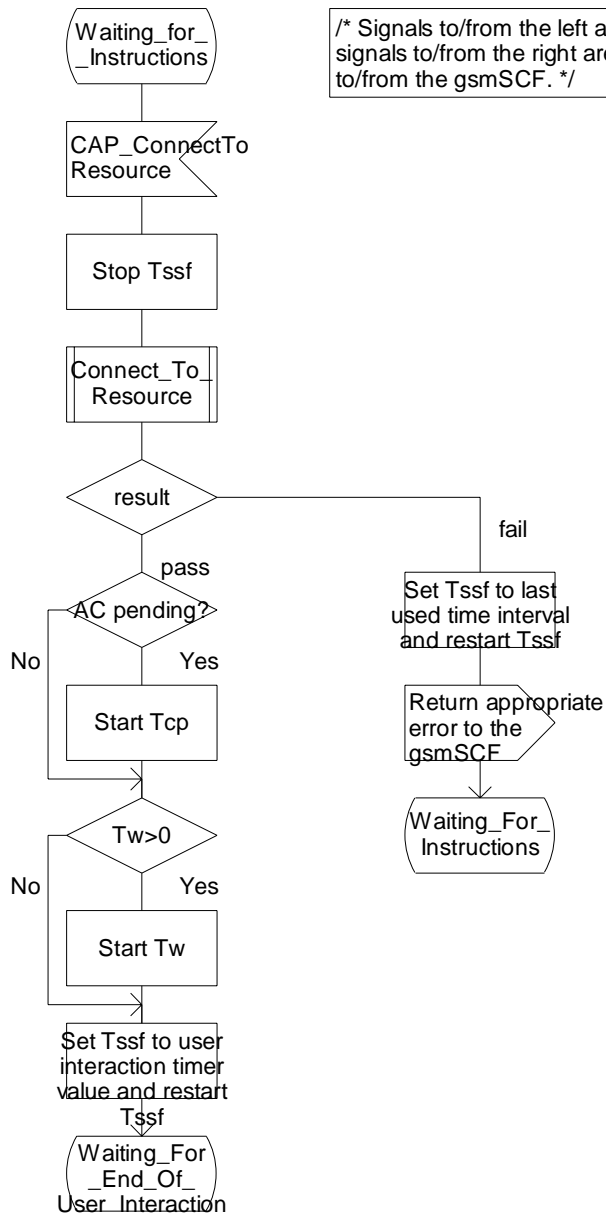 Waiting_for_
_Instructions
/* Signals to/from the left a
signals to/from the right are
to/from the gsmSCF. */
CAP_ConnectTo
Resource
Stop Tssf
Connect_To_
Resource
result
fail
pass
AC pending?
No
Yes
Start Tcp
Set Tssf to last
used time interval
and restart Tssf
Return appropriate
error to the
gsmSCF
Waiting_For_
Instructions
Tw>0
No
Yes
Start Tw
Set Tssf to user
interaction timer
value and restart
Tssf
Waiting_For
_End_Of_
User_Interaction